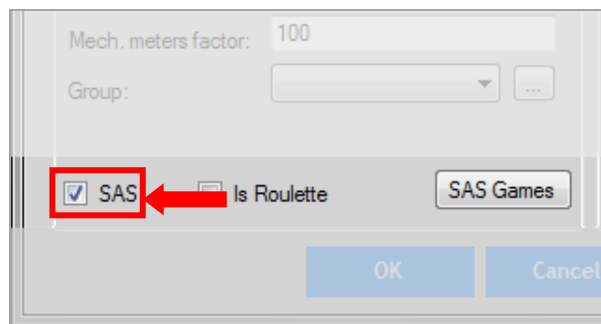 Mech. meters factor: 100
Group: ...
SAS Is Roulette SAS Games
OK Cancel